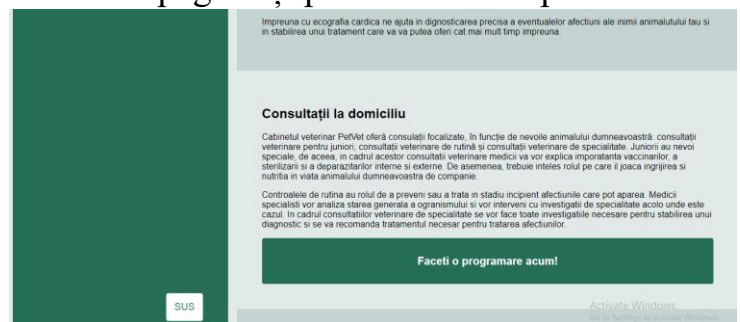 Impreuna cu ecografia cardica ne ajuta in dignosticarea precisa a eventualelor afectiuni ale inimii animalutului tau si
in stabilirea unui tratament care va va putea oferi cat mai mult timp impreuna.
Consultații la domiciliu
Cabinetul veterinar PetVet oferă consulații focalizate, în funcție de nevoile animalului dumneavoastră: consultații
veterinare pentru juniori, consultații veterinare de rutină și consultații veterinare de specialitate. Juniorii au nevoi
speciale, de aceea, in cadrul acestor consultatii veterinare medicii va vor explica imporatanta vaccinarilor, a
sterilizarii si a deparazitarilor interne si externe. De asemenea, trebuie inteles rolul pe care il joaca ingrijirea si
nutritia in viata animalului dumneavoastra de companie.
Controalele de rutina au rolul de a preveni sau a trata in stadiu incipient afectiunile care pot aparea. Medicii
specialisti vor analiza starea generala a ogranismului si vor interveni cu investigatii de specialitate acolo unde este
cazul. In cadrul consultatiilor veterinare de specialitate se vor face toate investigatiile necesare pentru stabilirea unui
diagnostic si se va recomanda tratamentul necesar pentru tratarea afectiunilor.
Faceti o programare acum!
SUS
Activate Windows
Go to Settings to activate Windows.